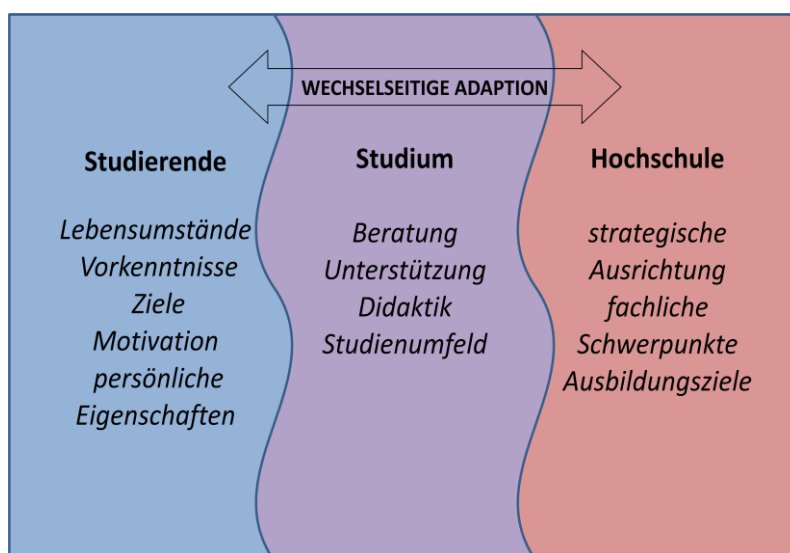 WECHSELSEITIGE ADAPTION
Studierende
Lebensumstände
Vorkenntnisse
Ziele
Motivation
persönliche
Eigenschaften
Studium
Beratung
Unterstützung
Didaktik
Studienumfeld
Hochschule
strategische
Ausrichtung
fachliche
Schwerpunkte
Ausbildungsziele